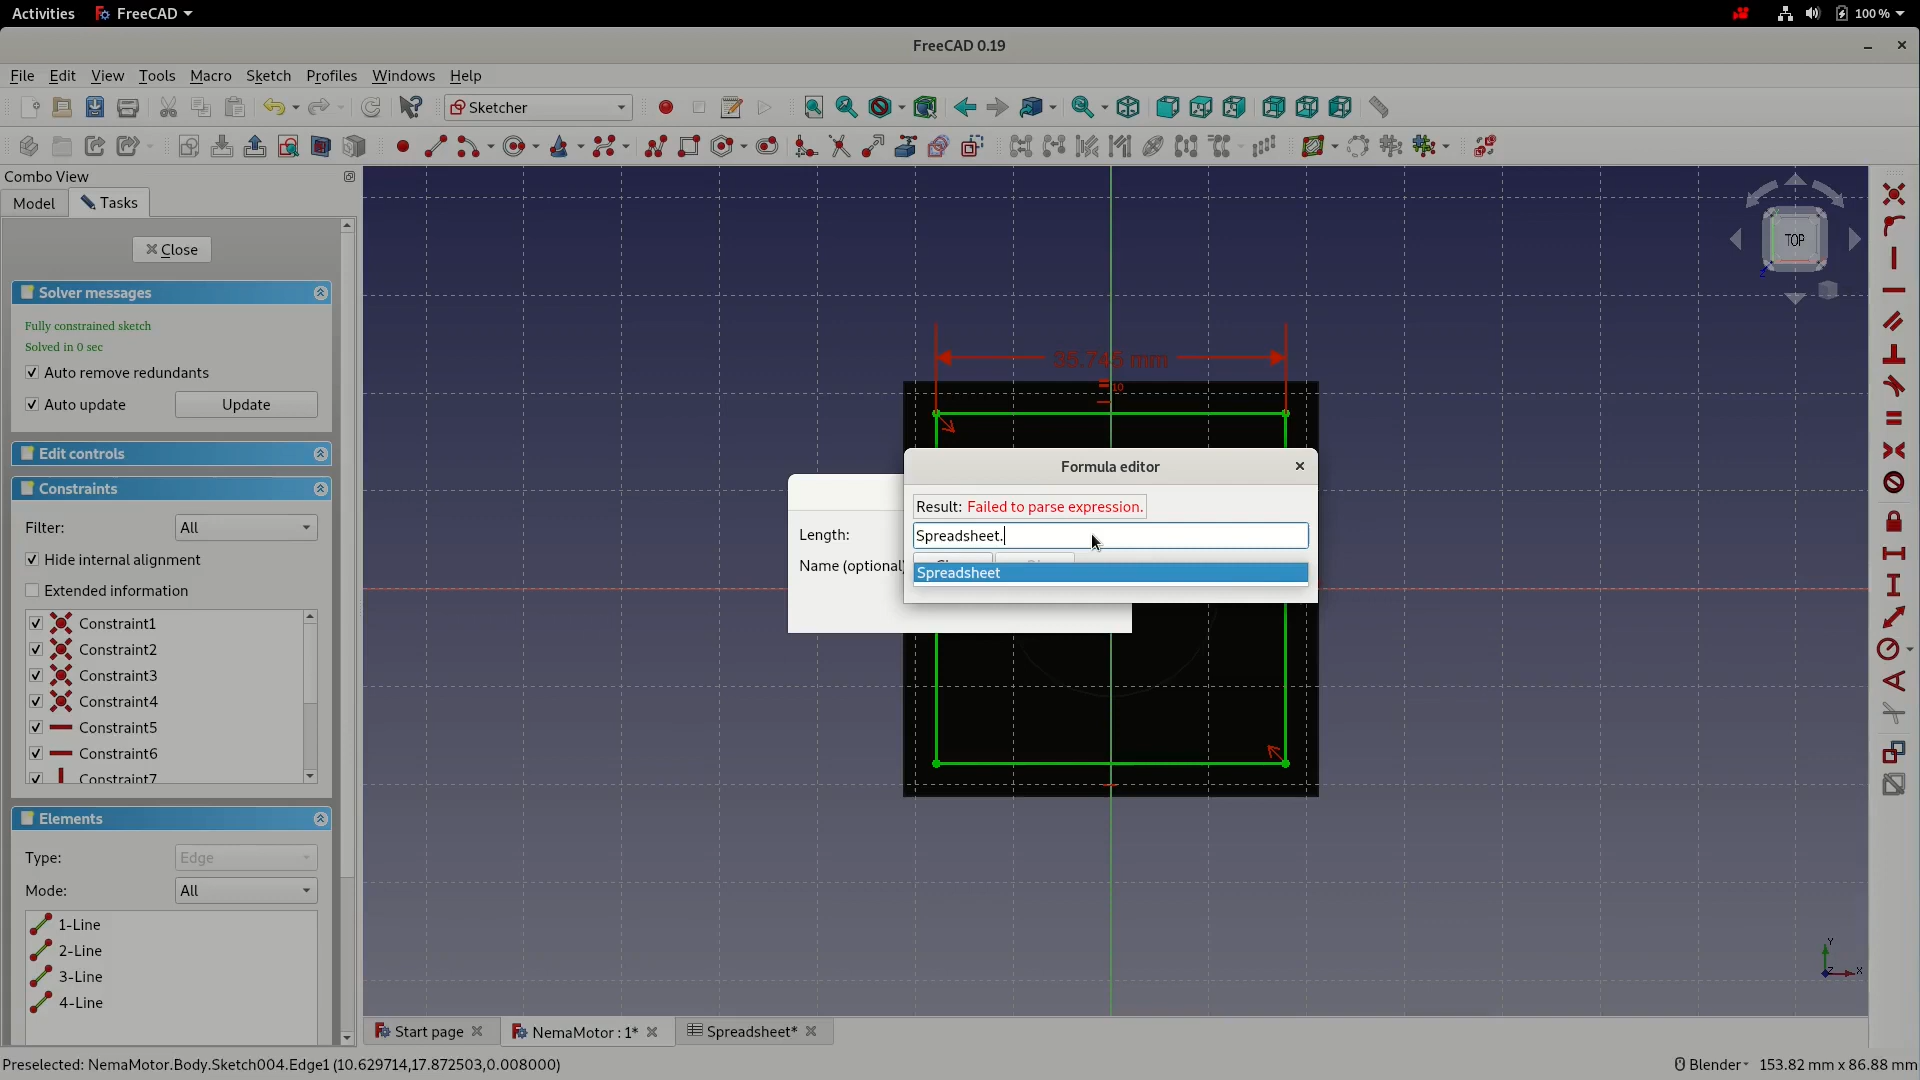 Activities FreeCAD 100 %
FreeCAD 0.19
File Edit View Tools Macro Sketch Profiles Windows Help
Sketcher
Combo View
Model Tasks
Close
Solver messages
Fully constrained sketch
Solved in 0 sec
Auto remove redundants
Auto update Update
Edit controls
Constraints
Filter: All
Hide internal alignment
Extended information
Constraint1
Constraint2
Constraint3
Constraint4
Constraint5
Constraint6
Constraint7
Elements
Type: Edge
Mode: All
1-Line
2-Line
3-Line
4-Line
TOP
35.745 mm
10
Formula editor
Result: Failed to parse expression.
Spreadsheet.
Spreadsheet
Length:
Name (optional)
Y
Z X
Start page NemaMotor : 1* Spreadsheet*
Preselected: NemaMotor.Body.Sketch004.Edge1 (10.629714,17.872503,0.008000) Blender 153.82 mm x 86.88 mm